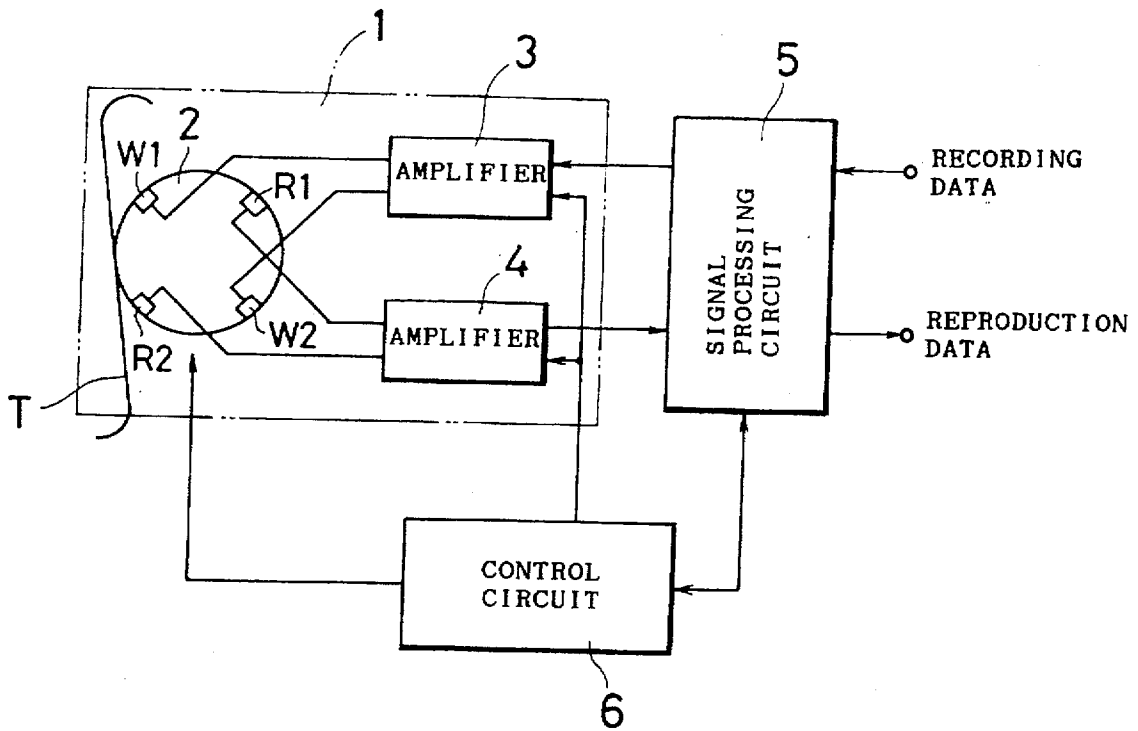 1
3
5
2
W1
R1
AMPLIFIER
RECORDING
DATA
4
SIGNAL
PROCESSING
CIRCUIT
AMPLIFIER
REPRODUCTION
DATA
R2
W2
T
CONTROL
CIRCUIT
6